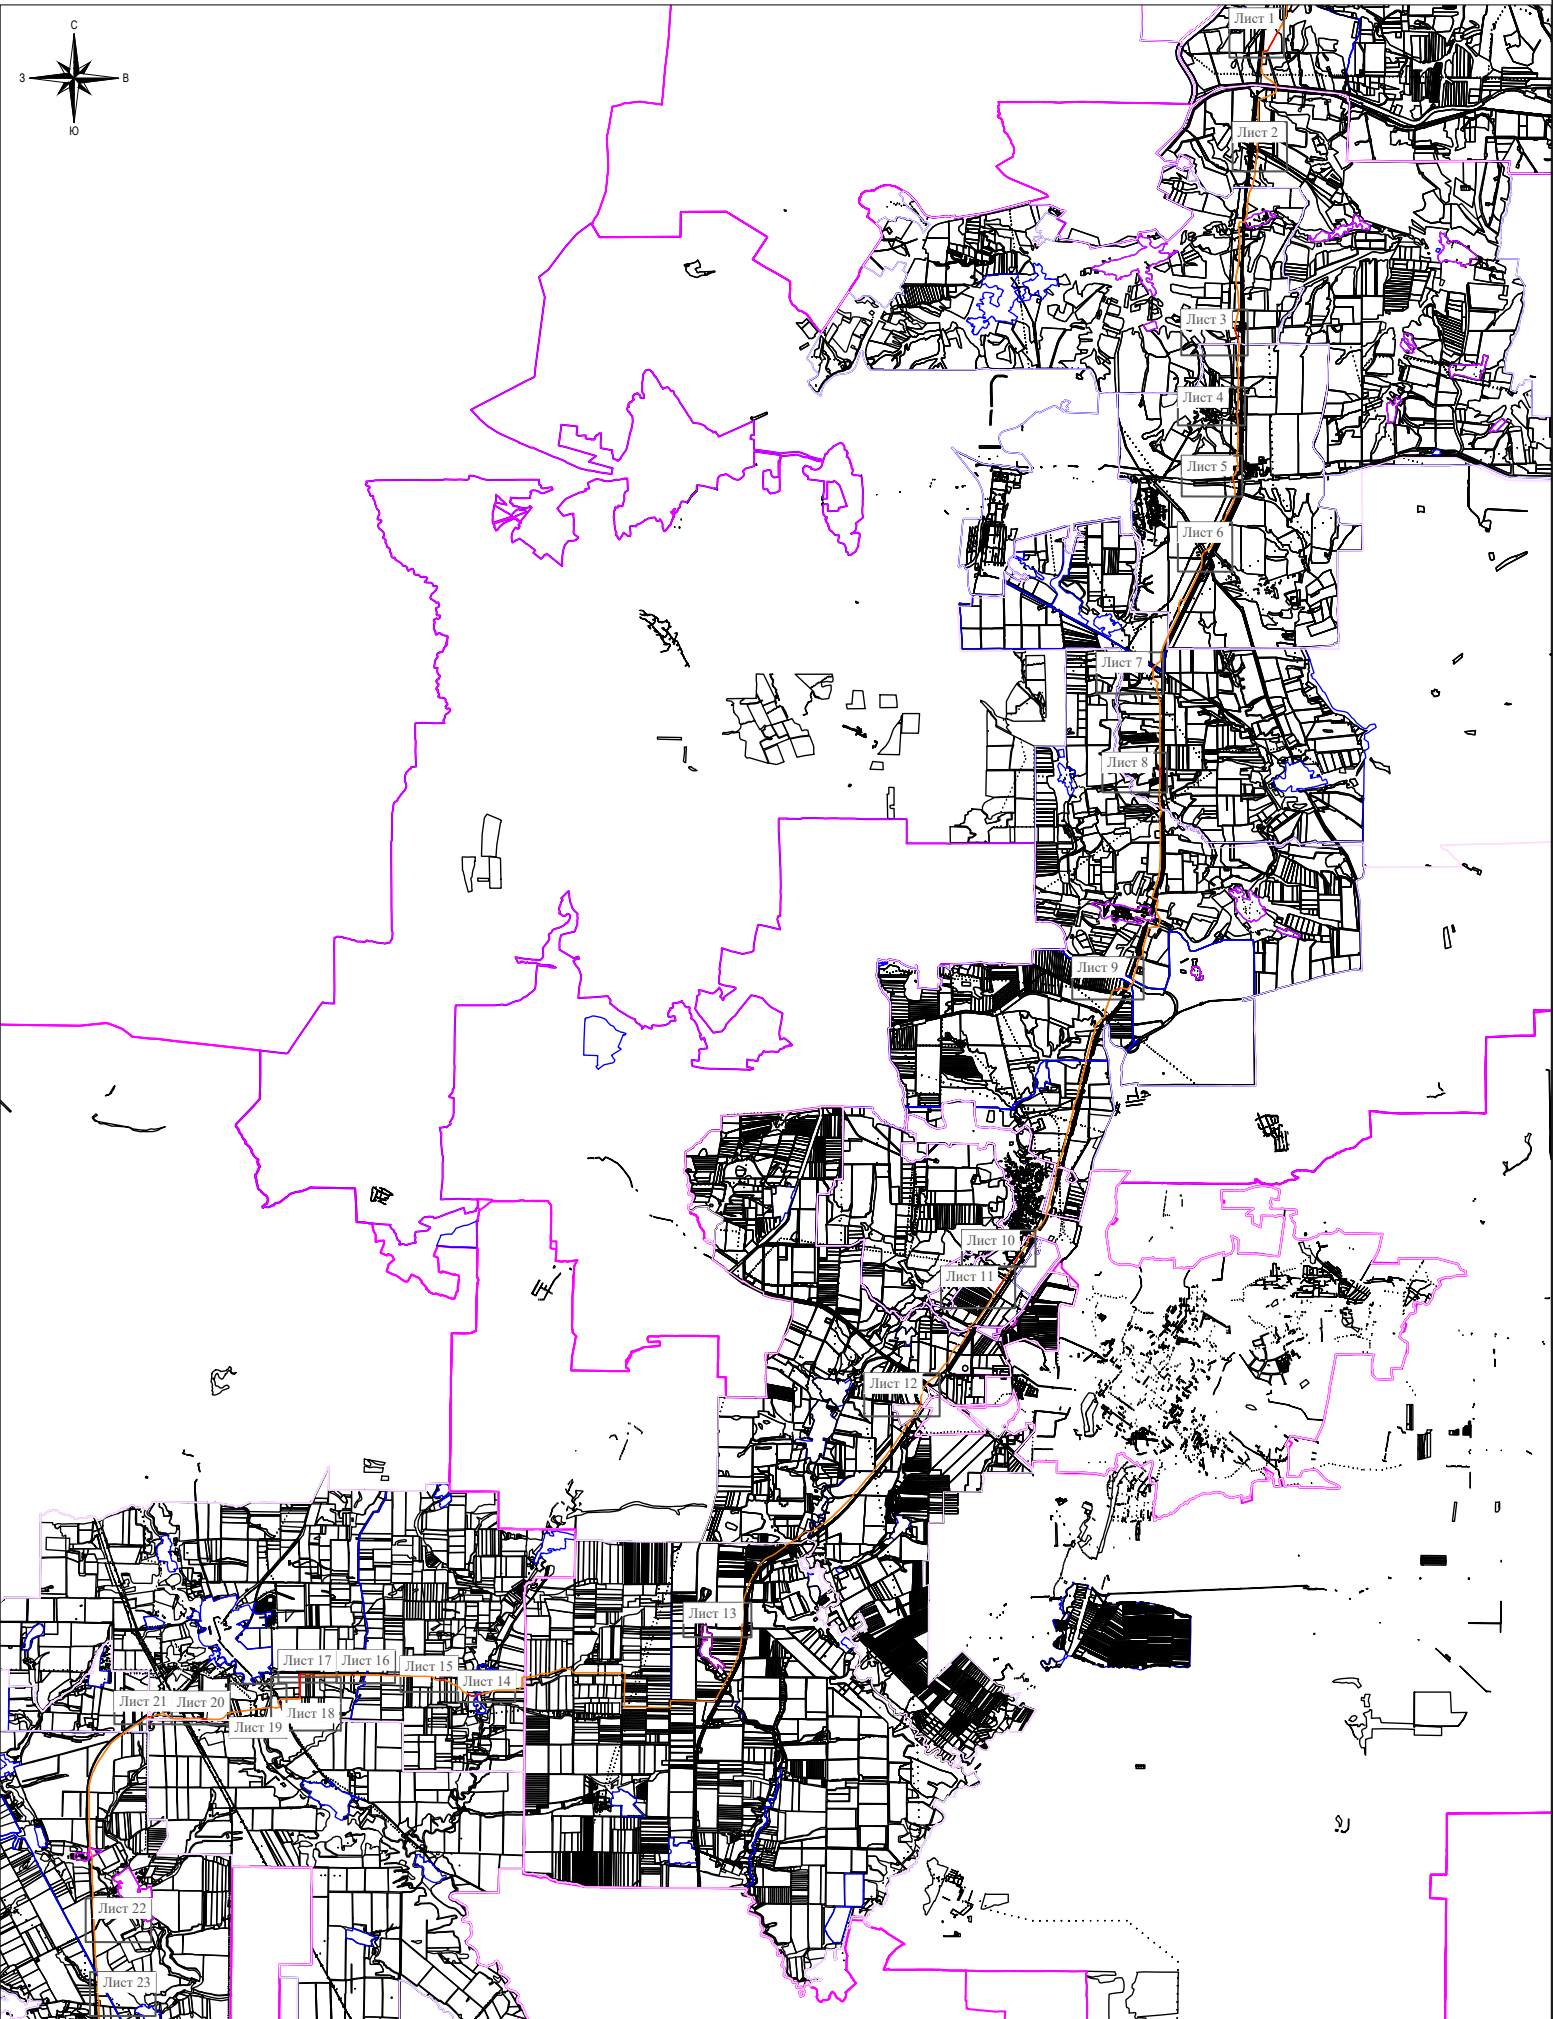 С
З
В
Ю
Лист 1
Лист 2
Лист 3
Лист 4
Лист 5
Лист 6
Лист 7
Лист 8
Лист 9
Лист 10
Лист 11
Лист 12
Лист 13
Лист 17
Лист 16
Лист 15
Лист 14
Лист 21
Лист 20
Лист 18
Лист 19
Лист 22
Лист 23